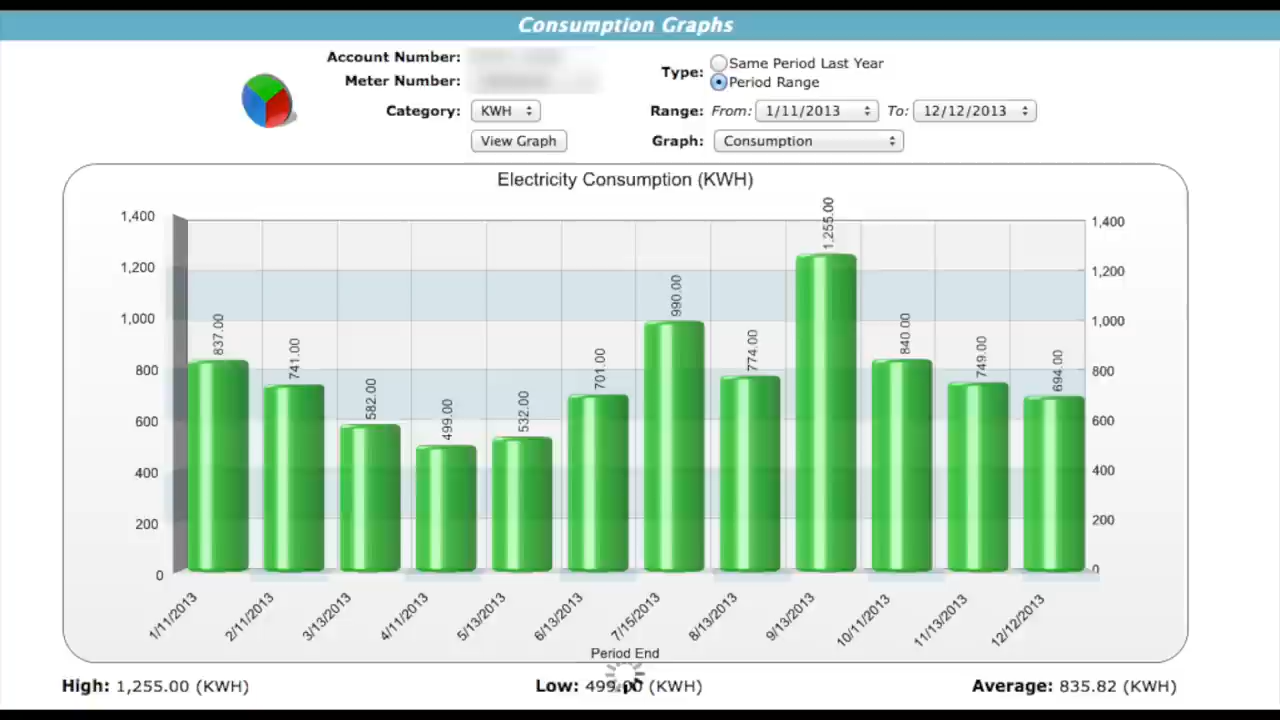 Consumption Graphs
Account Number:
Meter Number:
Type: Same Period Last Year
Period Range
Category: KWH
Range: From: 1/11/2013 To: 12/12/2013
View Graph
Graph: Consumption
Electricity Consumption (KWH)
1,400 1,400
1,200 1,200
1,000 1,000
800 800
600 600
400 400
200 200
0 0
837.00 741.00 582.00 499.00 532.00 701.00 990.00 774.00 1,255.00 840.00 749.00 694.00
1/11/2013 2/11/2013 3/13/2013 4/11/2013 5/13/2013 6/13/2013 7/15/2013 8/13/2013 9/13/2013 10/11/2013 11/13/2013 12/12/2013
Period End
High: 1,255.00 (KWH) Low: 499.00 (KWH) Average: 835.82 (KWH)